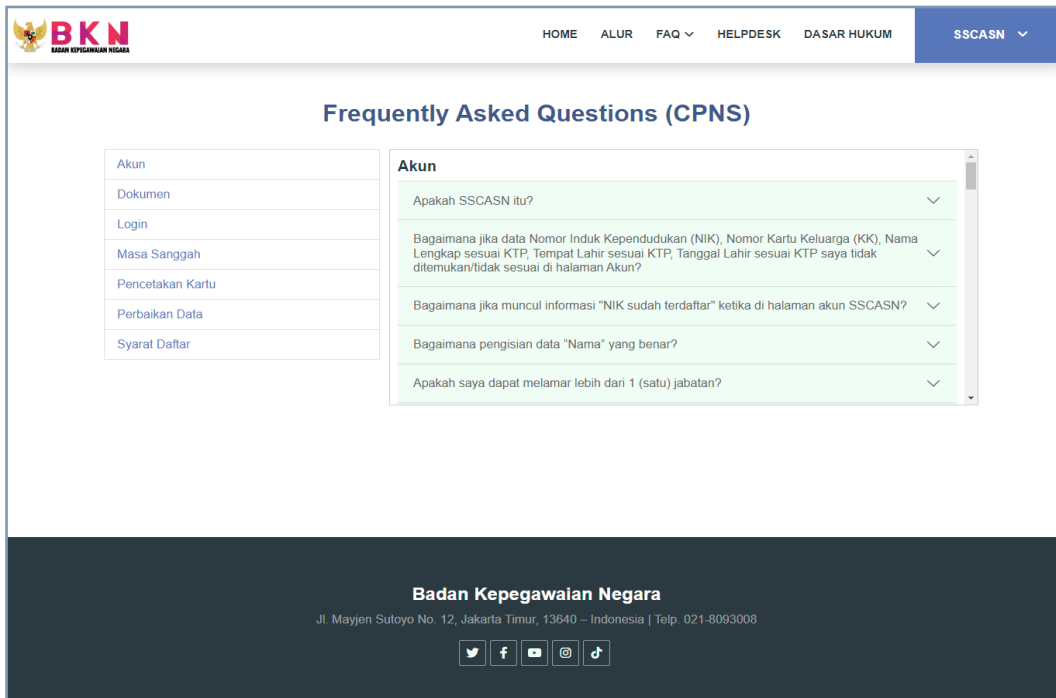 BKN
BADAN KEPEGAWAIAN NEGARA
HOME ALUR FAQ HELPDESK DASAR HUKUM SSCASN
Frequently Asked Questions (CPNS)
Akun
Dokumen
Login
Masa Sanggah
Pencetakan Kartu
Perbaikan Data
Syarat Daftar
Akun
Apakah SSCASN itu?
Bagaimana jika data Nomor Induk Kependudukan (NIK), Nomor Kartu Keluarga (KK), Nama
Lengkap sesuai KTP, Tempat Lahir sesuai KTP, Tanggal Lahir sesuai KTP saya tidak
ditemukan/tidak sesuai di halaman Akun?
Bagaimana jika muncul informasi "NIK sudah terdaftar" ketika di halaman akun SSCASN?
Bagaimana pengisian data “Nama” yang benar?
Apakah saya dapat melamar lebih dari 1 (satu) jabatan?
Badan Kepegawaian Negara
Jl. Mayjen Sutoyo No. 12, Jakarta Timur, 13640 – Indonesia | Telp. 021-8093008